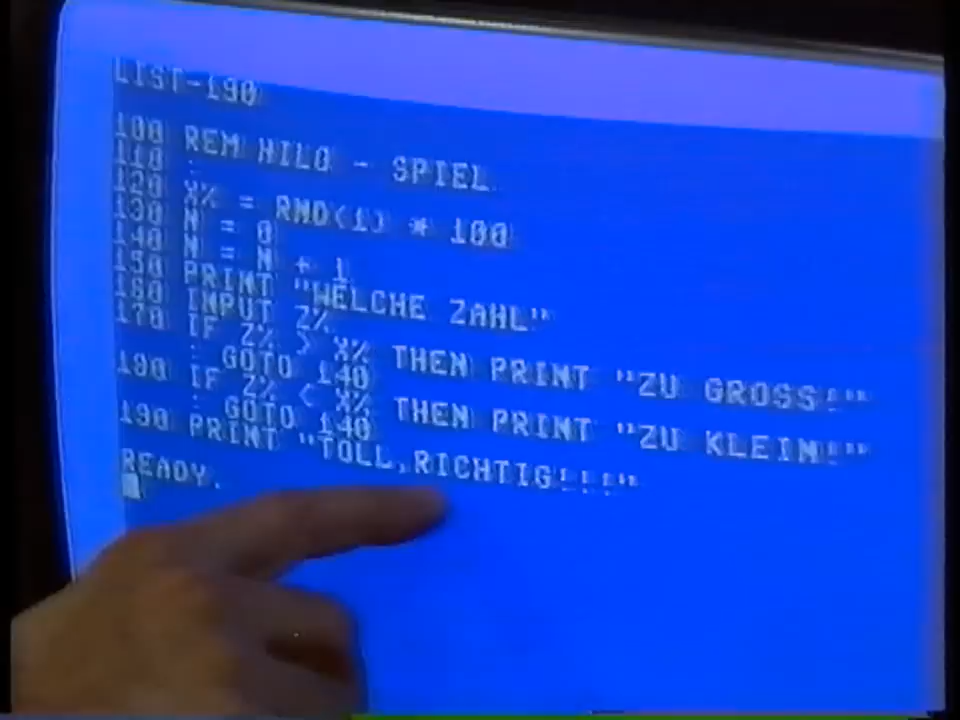 LIST-190
100 REM HILO - SPIEL
110 :
120 X% = RND(1) * 100
130 N = 0
140 N = N + 1
150 PRINT "WELCHE ZAHL"
160 INPUT Z%
170 IF Z% > X% THEN PRINT "ZU GROSS!"
: GOTO 140
180 IF Z% < X% THEN PRINT "ZU KLEIN!"
: GOTO 140
190 PRINT "TOLL,RICHTIG!!!"
READY.